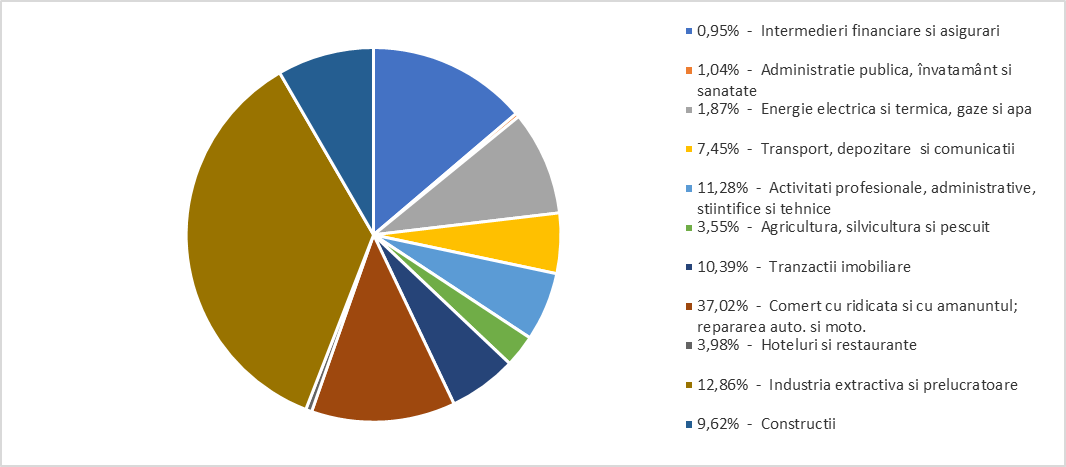 0,95% - Intermedieri financiare si asigurari
1,04% - Administratie publica, învatamânt si
sanatate
1,87% - Energie electrica si termica, gaze si apa
7,45% - Transport, depozitare si comunicatii
11,28% - Activitati profesionale, administrative,
stiintifice si tehnice
3,55% - Agricultura, silvicultura si pescuit
10,39% - Tranzactii imobiliare
37,02% - Comert cu ridicata si cu amanuntul;
repararea auto. si moto.
3,98% - Hoteluri si restaurante
12,86% - Industria extractiva si prelucratoare
9,62% - Constructii